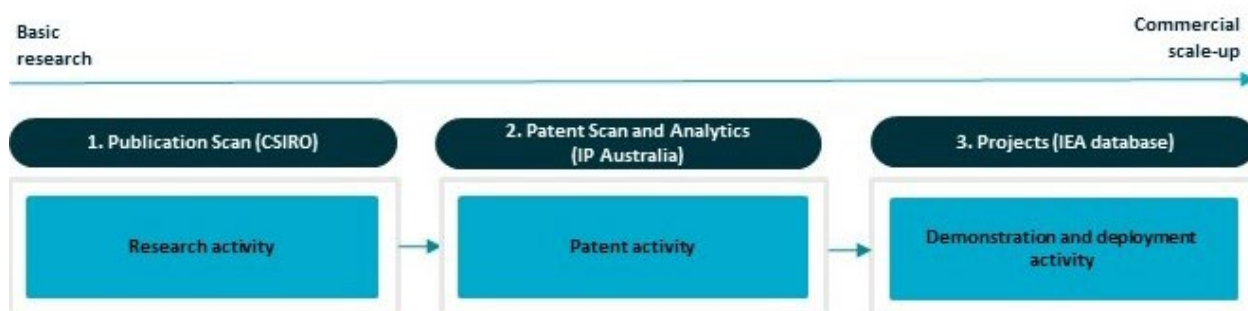 Basic
research
Commercial
scale-up
1. Publication Scan (CSIRO)
2. Patent Scan and Analytics
(IP Australia)
3. Projects (IEA database)
Research activity
Patent activity
Demonstration and deployment
activity